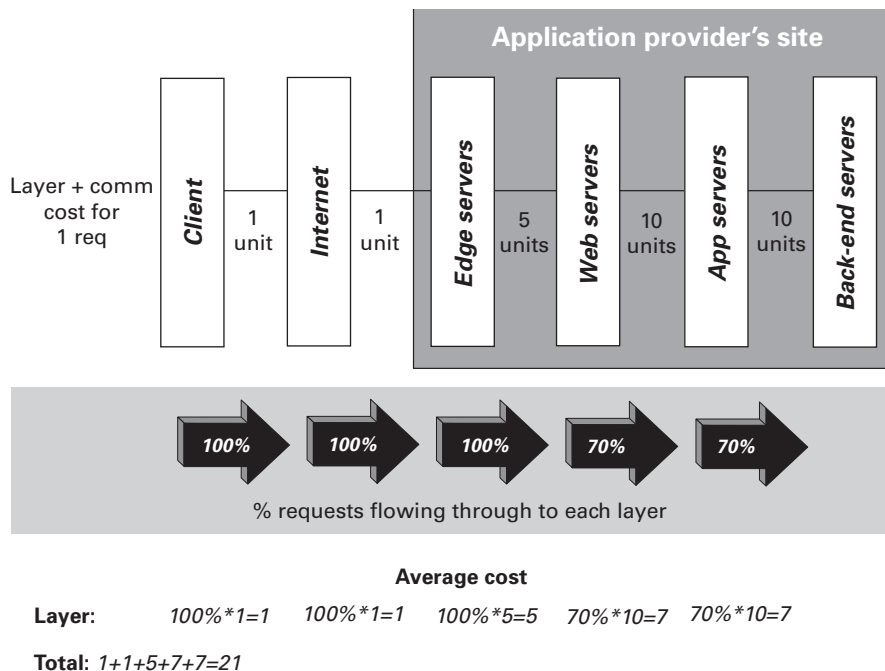 Application provider's site
Layer + comm
cost for
1 req
Client
1
unit
Internet
1
unit
Edge servers
5
units
Web servers
10
units
App servers
10
units
Back-end servers
100%
100%
100%
70%
70%
% requests flowing through to each layer
Average cost
Layer: 100%*1=1 100%*1=1 100%*5=5 70%*10=7 70%*10=7
Total: 1+1+5+7+7=21